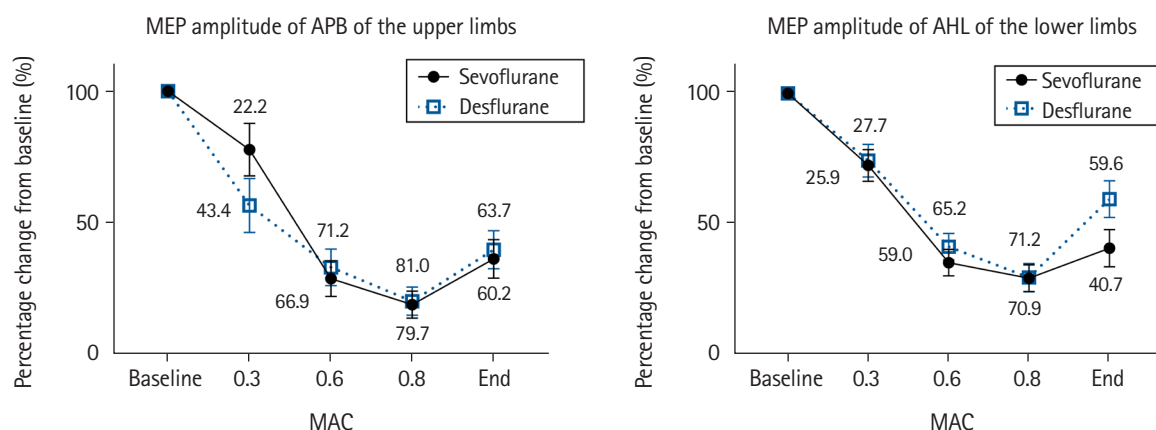 MEP amplitude of APB of the upper limbs
Percentage change from baseline (%)
100
50
0
Sevoflurane
Desflurane
22.2
43.4
71.2
66.9
81.0
79.7
63.7
60.2
Baseline 0.3 0.6 0.8 End
MAC
MEP amplitude of AHL of the lower limbs
Percentage change from baseline (%)
100
50
0
Sevoflurane
Desflurane
27.7
25.9
65.2
59.0
71.2
70.9
59.6
40.7
Baseline 0.3 0.6 0.8 End
MAC